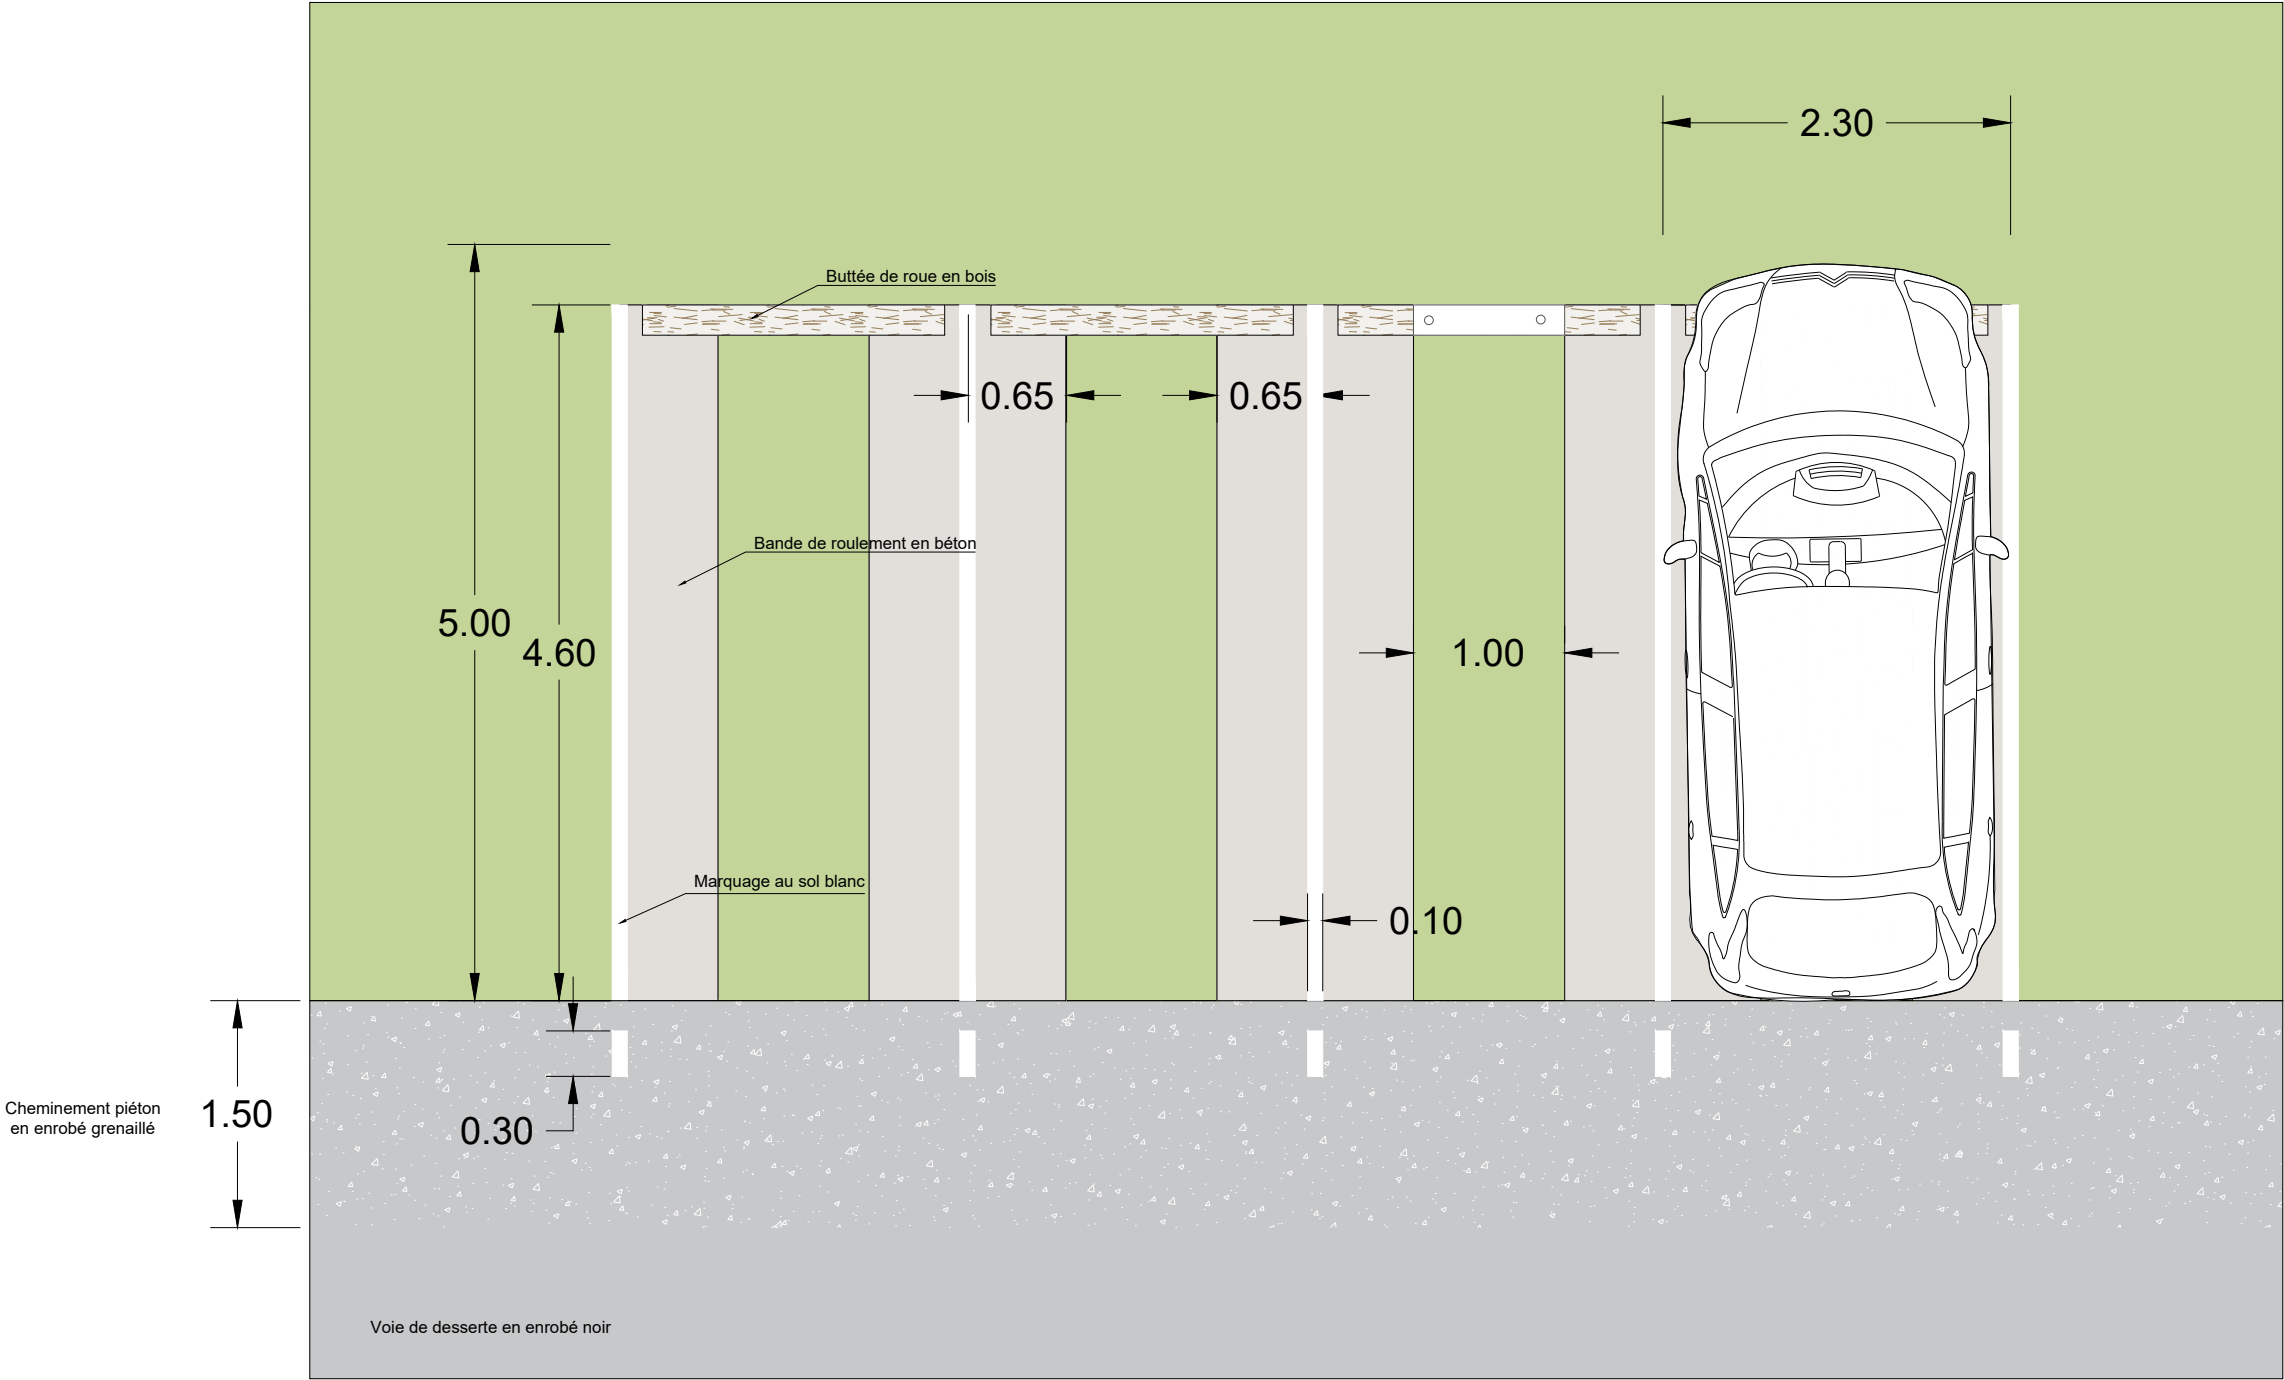 2.30
Buttée de roue en bois
0.65
0.65
Bande de roulement en béton
5.00
4.60
1.00
Marquage au sol blanc
0.10
Cheminement piéton
en enrobé grenaillé
1.50
0.30
Voie de desserte en enrobé noir